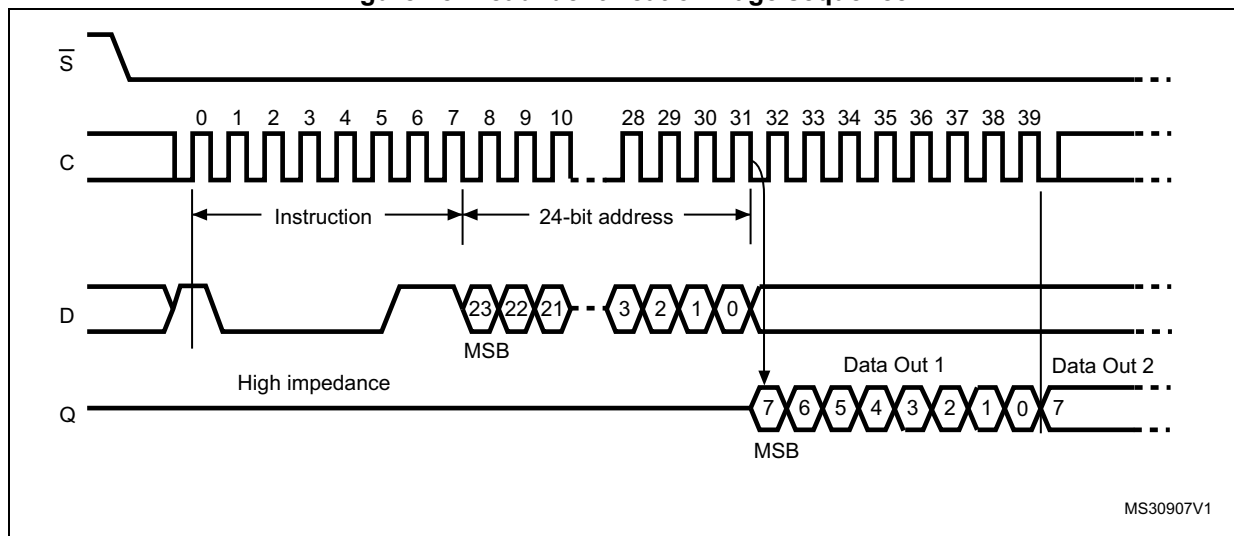 S
0 1 2 3 4 5 6 7 8 9 10 28 29 30 31 32 33 34 35 36 37 38 39
C
Instruction 24-bit address
D
23 22 21 3 2 1 0
MSB
High impedance
Data Out 1 Data Out 2
Q
7 6 5 4 3 2 1 0 7
MSB
MS30907V1